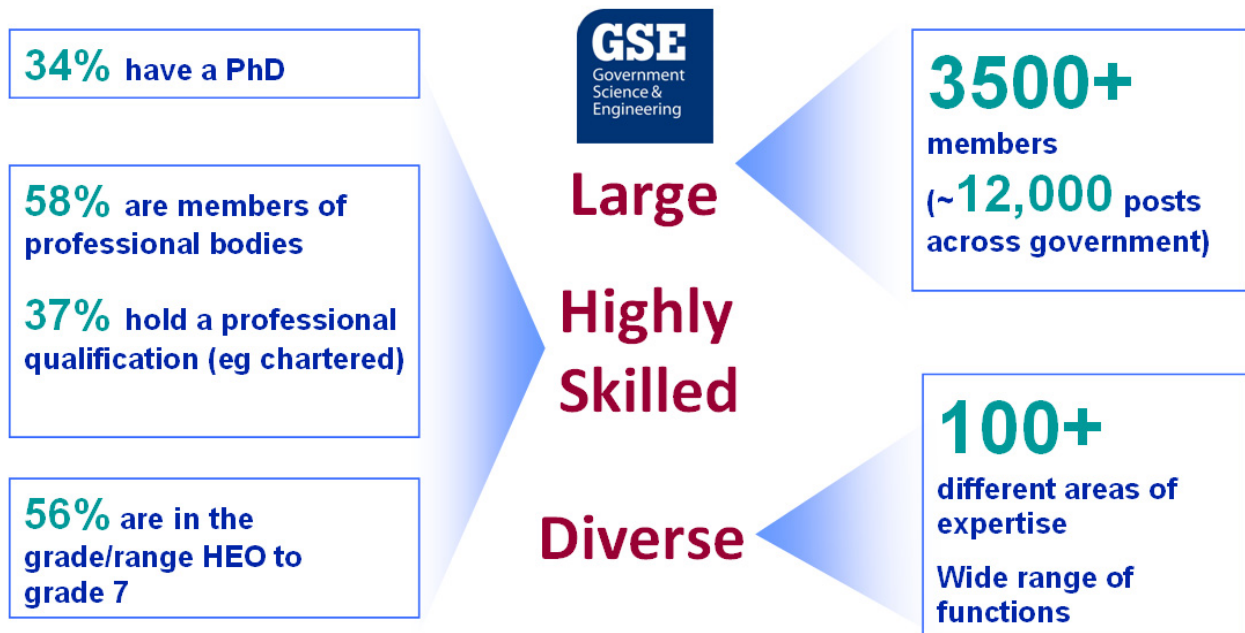 34% have a PhD
58% are members of
professional bodies
37% hold a professional
qualification (eg chartered)
56% are in the
grade/range HEO to
grade 7
GSE
Government
Science &
Engineering
Large
Highly
Skilled
Diverse
3500+
members
(~12,000 posts
across government)
100+
different areas of
expertise
Wide range of
functions